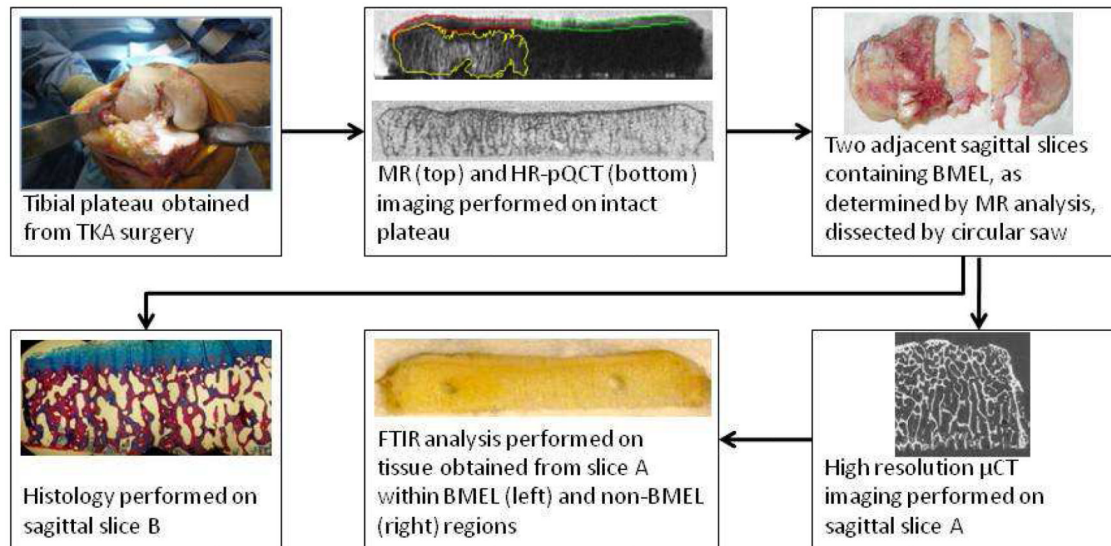 Tibial plateau obtained
from TKA surgery
MR (top) and HR-pQCT (bottom)
imaging performed on intact
plateau
Two adjacent sagittal slices
containing BMEL, as
determined by MR analysis,
dissected by circular saw
Histology performed on
sagittal slice B
FTIR analysis performed on
tissue obtained from slice A
within BMEL (left) and non-BMEL
(right) regions
High resolution µCT
imaging performed on
sagittal slice A